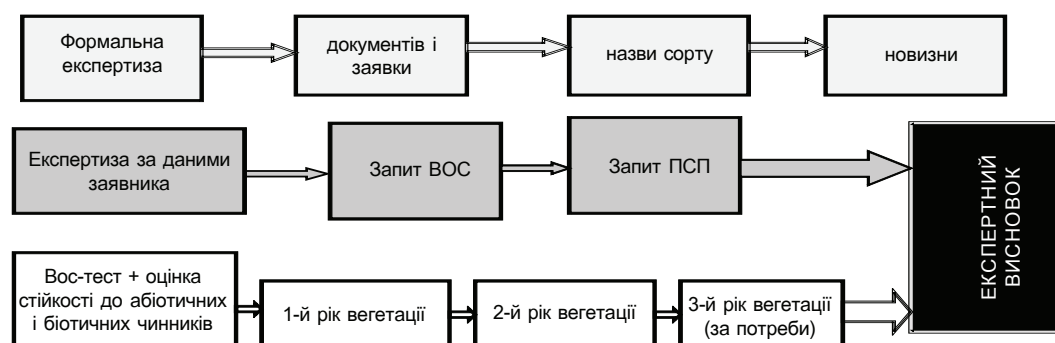 Формальна
експертиза
документів і
заявки
назви сорту
новизни
Експертиза за даними
заявника
Запит ВОС
Запит ПСП
ЕКСПЕРТНИЙ
ВИСНОВОК
Вос-тест + оцінка
стійкості до абіотичних
і біотичних чинників
1-й рік вегетації
2-й рік вегетації
3-й рік вегетації
(за потреби)